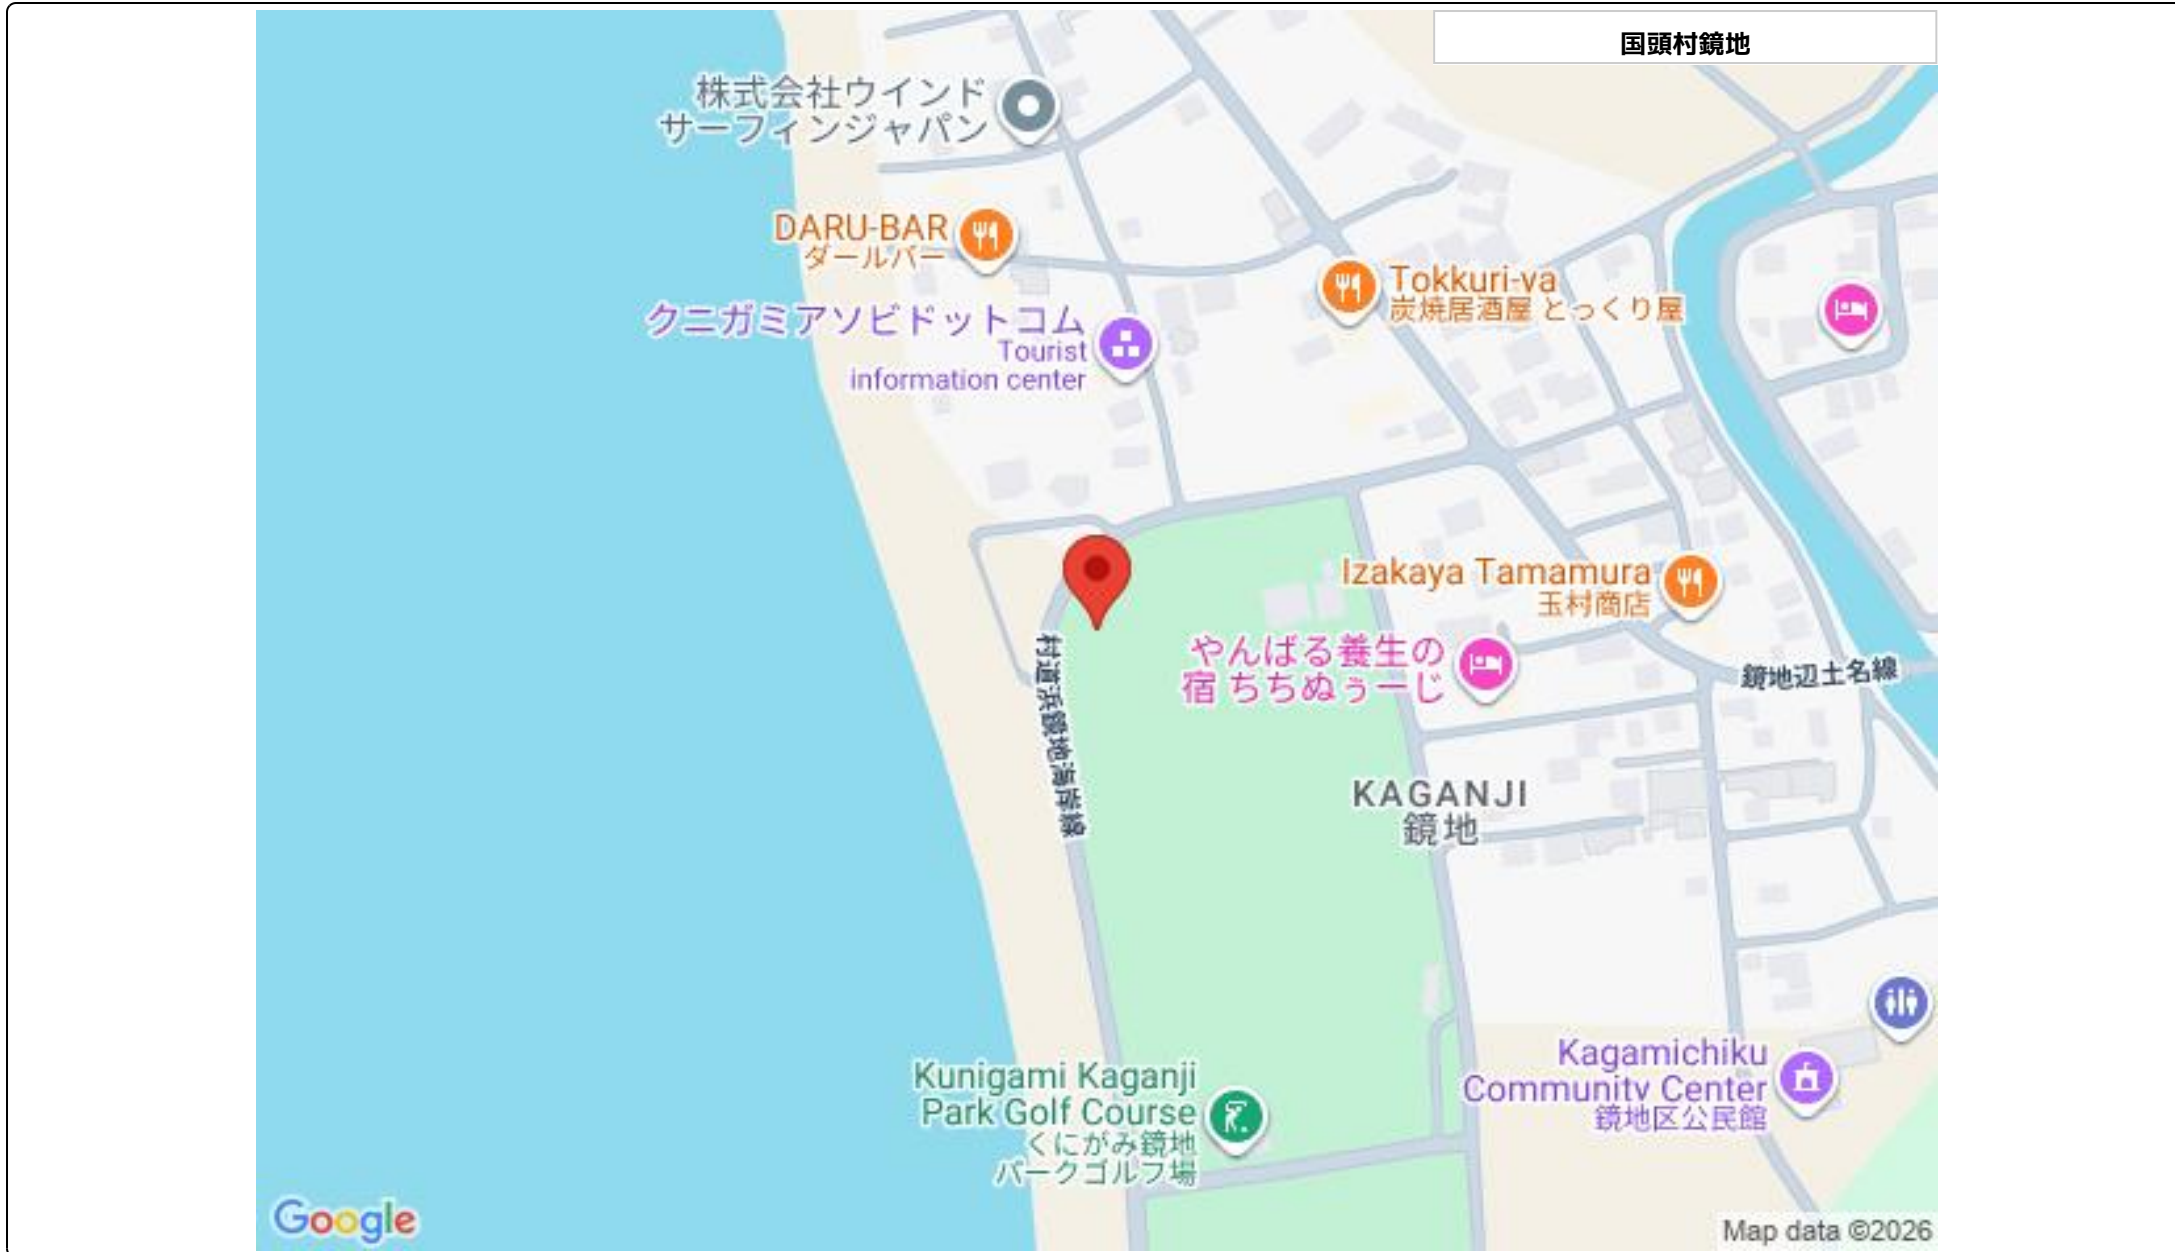 国頭村鏡地
株式会社ウインド
サーフィンジャパン
DARU-BAR
ダールバー
Tokkuri-ya
炭焼居酒屋 とっくり屋
クニガミアソビドットコム
Tourist
information center
Izakaya Tamamura
玉村商店
やんばる養生の
宿 ちちぬぅーじ
村道浜鏡地海岸線
鏡地辺土名線
KAGANJI
鏡地
Kunigami Kaganji
Park Golf Course
くにがみ鏡地
パークゴルフ場
Kagamichiku
Community Center
鏡地区公民館
Google
Map data ©2026